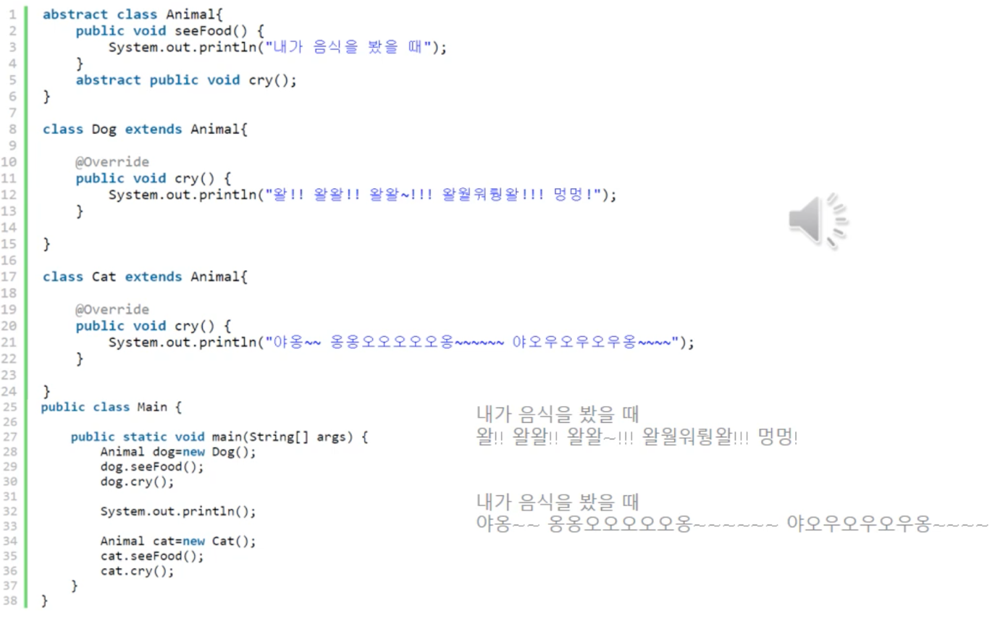 1 abstract class Animal{
2 public void seeFood() {
3 System.out.println("내가 음식을 봤을 때");
4 }
5 abstract public void cry();
6 }
7
8 class Dog extends Animal{
9
10 @Override
11 public void cry() {
12 System.out.println("왈!! 왈왈!! 왈왈~!!! 왈월워뤙왈!!! 멍멍!");
13 }
14
15 }
16
17 class Cat extends Animal{
18
19 @Override
20 public void cry() {
21 System.out.println("야옹~~ 옹옹오오오오오옹~~~~~~ 야오우오우오우옹~~~~");
22 }
23
24 }
25 public class Main {
26
27 public static void main(String[] args) {
28 Animal dog=new Dog();
29 dog.seeFood();
30 dog.cry();
31
32 System.out.println();
33
34 Animal cat=new Cat();
35 cat.seeFood();
36 cat.cry();
37 }
38 }
내가 음식을 봤을 때
왈!! 왈왈!! 왈왈~!!! 왈월워뤙왈!!! 멍멍!
내가 음식을 봤을 때
야옹~~ 옹옹오오오오오옹~~~~~~ 야오우오우오우옹~~~~